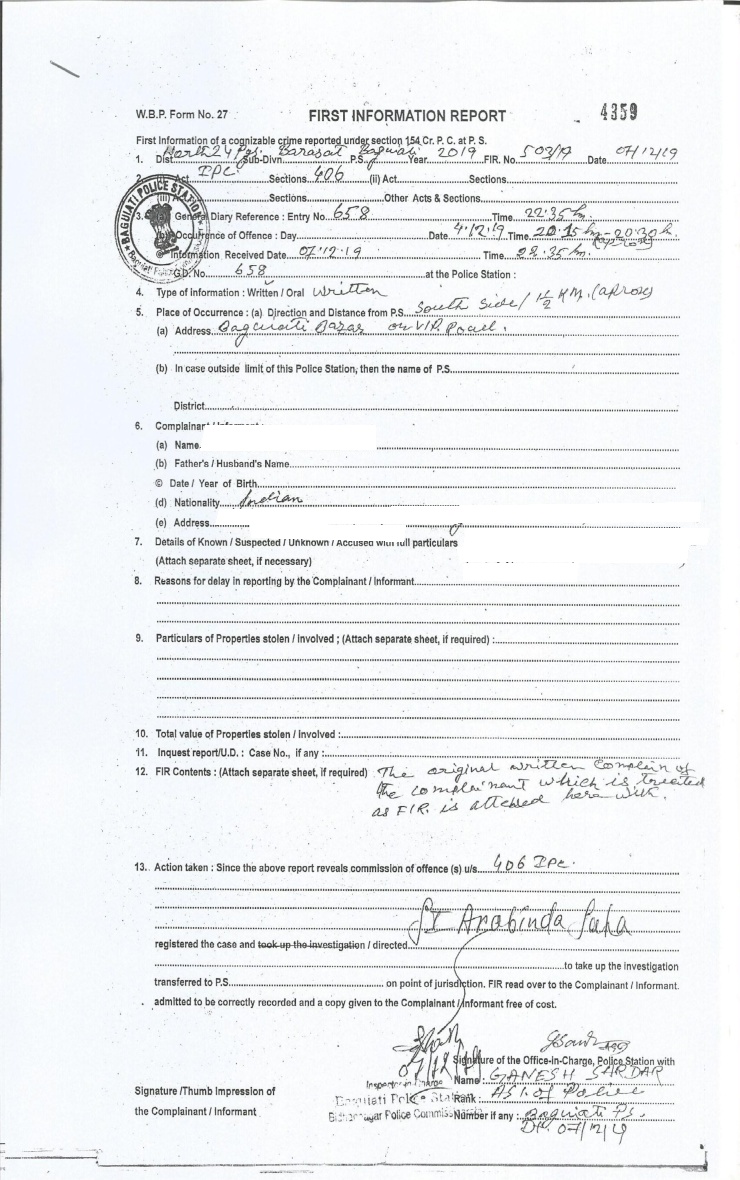 W.B.P. Form No. 27 FIRST INFORMATION REPORT 4359
First Information of a cognizable crime reported under section 154 Cr. P. C. at P. S.
1. Dist. North 24 Pgs. Sub-Divn. Barasat P.S. Baguiati Year 2019 FIR. No. 503/19 Date 07/12/19
2. Act IPC Sections 406 (ii) Act Sections
(iii) Act Sections Other Acts & Sections
3. (a) General Diary Reference : Entry No. 658 Time 22:35 hr.
(b) Occurrence of Offence : Day Date 4.12.19 Time 20.15 hr-20.30 h.
© Information Received Date 07.12.19 Time 22.35 hr.
G.D. No. 658 at the Police Station :
BAGUIATI POLICE STATION
4. Type of Information : Written / Oral Written
5. Place of Occurrence : (a) Direction and Distance from P.S. South Side/ 1½ KM. (aprox)
(a) Address Baguiati Bazar on VIP Road.
(b) In case outside limit of this Police Station, then the name of P.S.
District
6.
(a) Name
(b) Father's / Husband's Name
© Date / Year of Birth
(d) Nationality Indian
(e) Address
7. Details of Known / Suspected / Unknown / Accused with full particulars
(Attach separate sheet, if necessary)
8. Reasons for delay in reporting by the Complainant / Informant
9. Particulars of Properties stolen / Involved ; (Attach separate sheet, if required) :
10. Total value of Properties stolen / Involved :
11. Inquest report/U.D. : Case No., if any :
12. FIR Contents : (Attach separate sheet, if required) The original written Complain of
the complainant which is treated
as FIR. is attched here with.
13. Action taken : Since the above report reveals commission of offence (s) u/s 406 IPC.
SI Arabinda Saha
registered the case and took up the investigation / directed
to take up the investigation
transferred to P.S. on point of jurisdiction. FIR read over to the Complainant / Informant.
admitted to be correctly recorded and a copy given to the Complainant / Informant free of cost.
Signature of the Office-in-Charge, Police Station with
Inspector-in-Charge Name : GANESH SARDAR
Signature /Thumb Impression of
Baguiati Police Station Rank : ASI. of Police
the Complainant / Informant
Bidhannagar Police Commissionerate Number if any : Baguiati PS.
Dt. 07/12/19